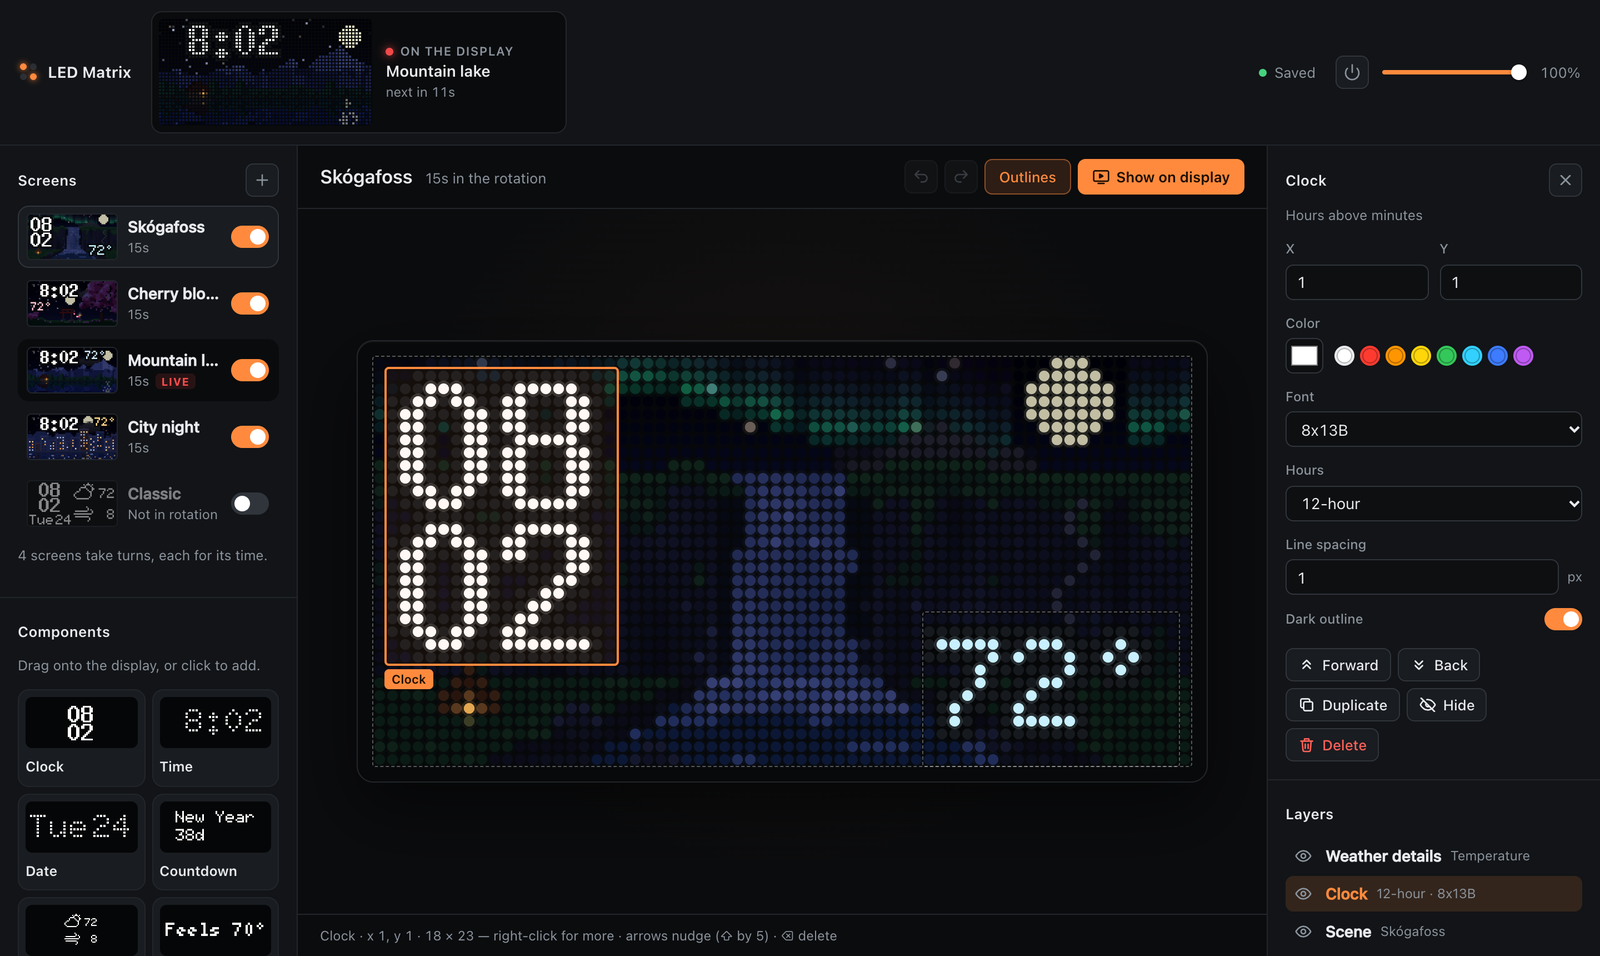 LED Matrix
8:02
ON THE DISPLAY
Mountain lake
next in 11s
Saved
100%
Screens
08
02
72°
Skógafoss
15s
8:02
72°
Cherry blo...
15s
8:02 72°
Mountain l...
15s LIVE
8:02 72°
City night
15s
08
02
72
Tue24
8
Classic
Not in rotation
4 screens take turns, each for its time.
Components
Drag onto the display, or click to add.
08
02
Clock
8:02
Time
Tue24
Date
New Year
38d
Countdown
72
8
Feels 70°
Skógafoss 15s in the rotation
Outlines
Show on display
08
02
Clock
72°
Clock · x 1, y 1 · 18 × 23 — right-click for more · arrows nudge (⇧ by 5) · ⌫ delete
Clock
Hours above minutes
X
Y
1
1
Color
Font
8x13B
Hours
12-hour
Line spacing
1 px
Dark outline
Forward
Back
Duplicate
Hide
Delete
Layers
Weather details Temperature
Clock 12-hour · 8x13B
Scene Skógafoss